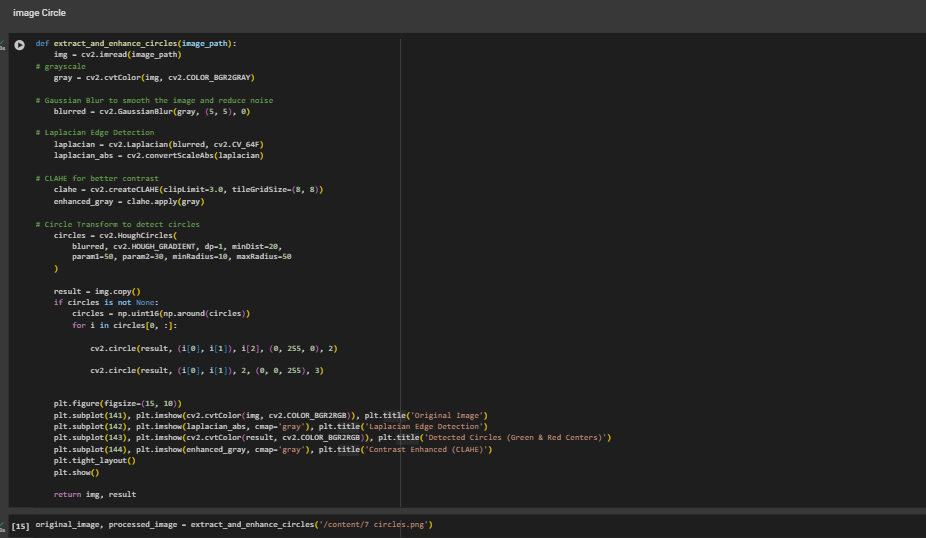 image Circle
def extract_and_enhance_circles(image_path):
    img = cv2.imread(image_path)
# grayscale
    gray = cv2.cvtColor(img, cv2.COLOR_BGR2GRAY)
# Gaussian Blur to smooth the image and reduce noise
    blurred = cv2.GaussianBlur(gray, (5, 5), 0)
# Laplacian Edge Detection
    laplacian = cv2.Laplacian(blurred, cv2.CV_64F)
    laplacian_abs = cv2.convertScaleAbs(laplacian)
# CLAHE for better contrast
    clahe = cv2.createCLAHE(clipLimit=3.0, tileGridSize=(8, 8))
    enhanced_gray = clahe.apply(gray)
# Circle Transform to detect circles
    circles = cv2.HoughCircles(
        blurred, cv2.HOUGH_GRADIENT, dp=1, minDist=20,
        param1=50, param2=30, minRadius=10, maxRadius=50
    )
    result = img.copy()
    if circles is not None:
        circles = np.uint16(np.around(circles))
        for i in circles[0, :]:
            cv2.circle(result, (i[0], i[1]), i[2], (0, 255, 0), 2)
            cv2.circle(result, (i[0], i[1]), 2, (0, 0, 255), 3)
    plt.figure(figsize=(15, 10))
    plt.subplot(141), plt.imshow(cv2.cvtColor(img, cv2.COLOR_BGR2RGB)), plt.title('Original Image')
    plt.subplot(142), plt.imshow(laplacian_abs, cmap='gray'), plt.title('Laplacian Edge Detection')
    plt.subplot(143), plt.imshow(cv2.cvtColor(result, cv2.COLOR_BGR2RGB)), plt.title('Detected Circles (Green & Red Centers)')
    plt.subplot(144), plt.imshow(enhanced_gray, cmap='gray'), plt.title('Contrast Enhanced (CLAHE)')
    plt.tight_layout()
    plt.show()
    return img, result
[15] original_image, processed_image = extract_and_enhance_circles('/content/7 circles.png')